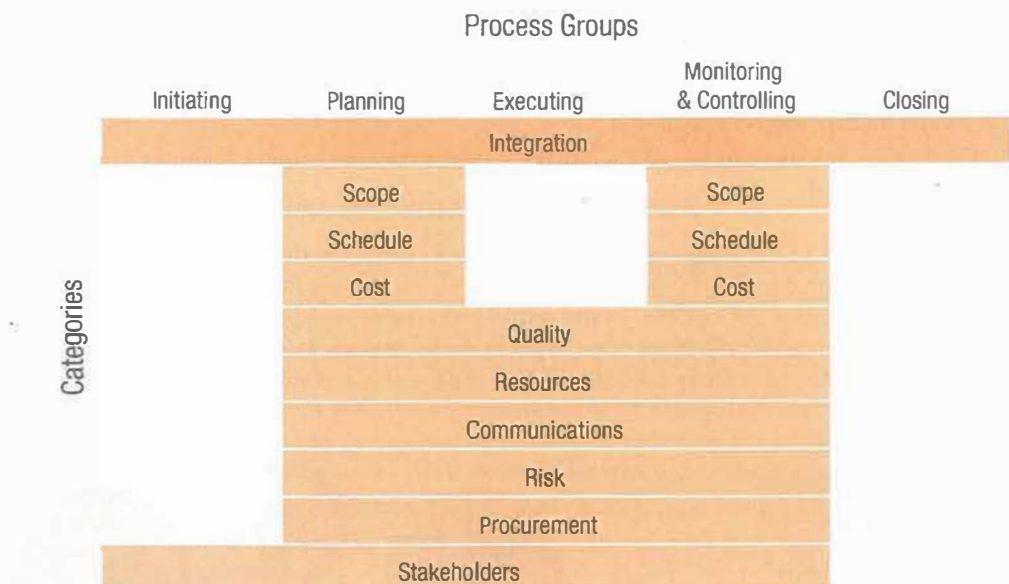 Process Groups
Initiating Planning Executing Monitoring & Controlling Closing
Integration
Categories
Scope Scope
Schedule Schedule
Cost Cost
Quality
Resources
Communications
Risk
Procurement
Stakeholders